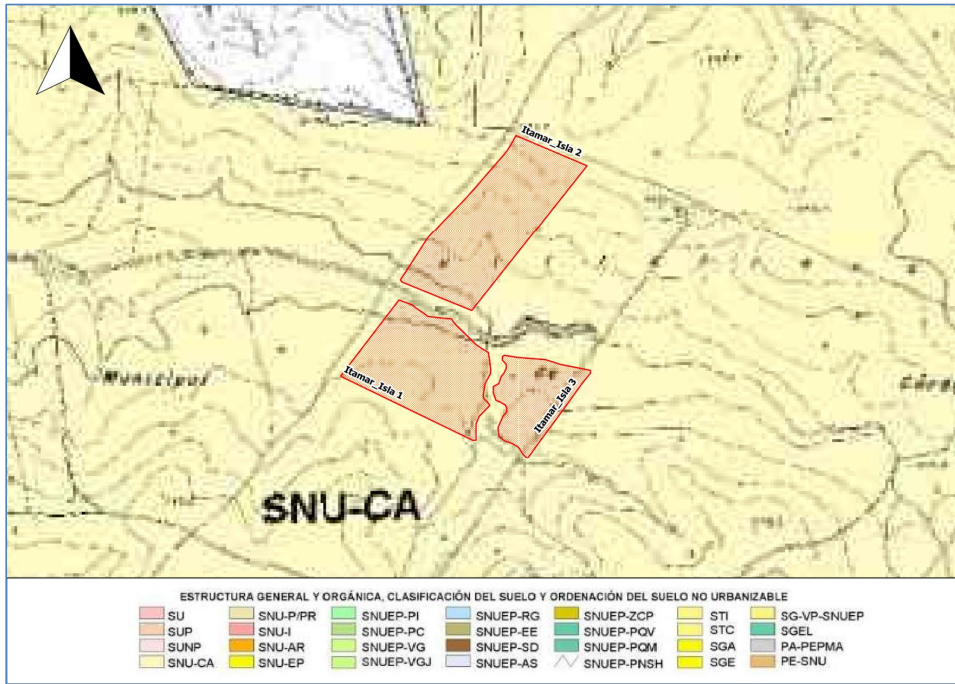 Itamar_Isla 2
Municipal
Itamar_Isla 1
Itamar_Isla 3
SNU-CA
ESTRUCTURA GENERAL Y ORGÁNICA, CLASIFICACIÓN DEL SUELO Y ORDENACIÓN DEL SUELO NO URBANIZABLE
SU SNU-P/PR SNUEP-PI SNUEP-RG SNUEP-ZCP STI SG-VP-SNUEP
SUP SNU-I SNUEP-PC SNUEP-EE SNUEP-PQV STC SGEL
SUNP SNU-AR SNUEP-VG SNUEP-SD SNUEP-PQM SGA PA-PEPMA
SNU-CA SNU-EP SNUEP-VGJ SNUEP-AS SNUEP-PNSH SGE PE-SNU